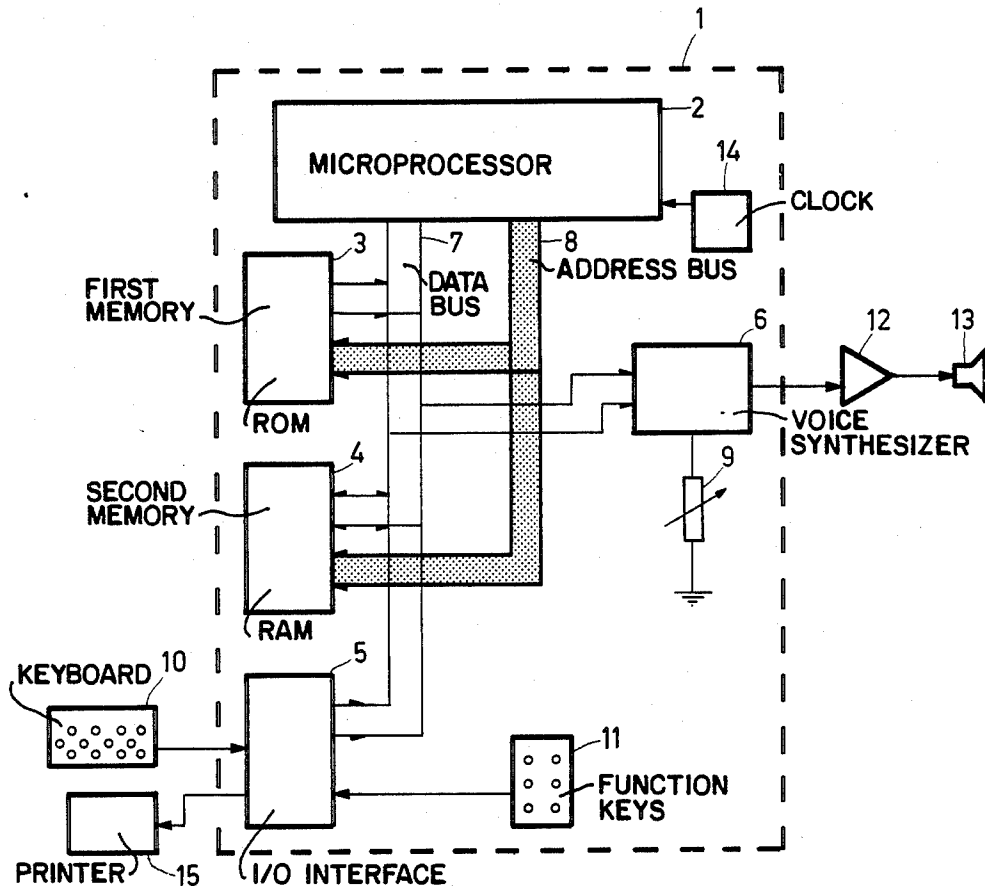 1
2
MICROPROCESSOR
14
CLOCK
3
7
8
FIRST
MEMORY
DATA
BUS
ADDRESS BUS
6
12
13
ROM
VOICE
SYNTHESIZER
4
9
SECOND
MEMORY
RAM
5
KEYBOARD
10
11
FUNCTION
KEYS
PRINTER
15
I/O INTERFACE